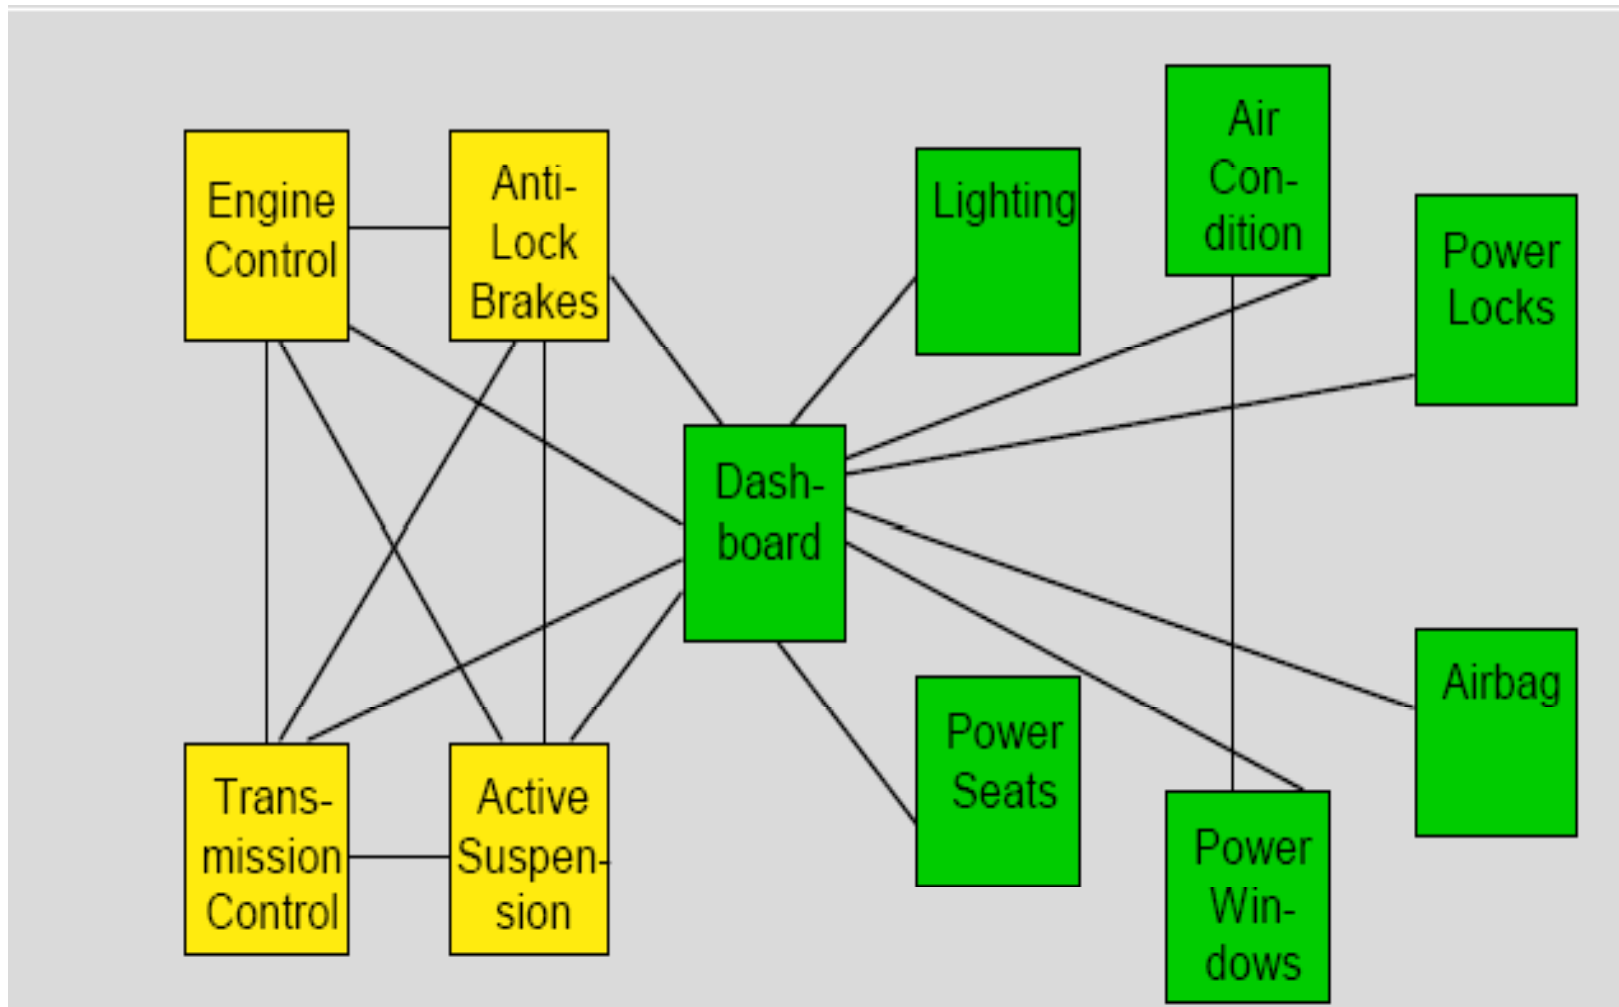 Engine
Control
Anti-
Lock
Brakes
Lighting
Air
Con-
dition
Power
Locks
Dash-
board
Trans-
mission
Control
Active
Suspen-
sion
Power
Seats
Power
Win-
dows
Airbag